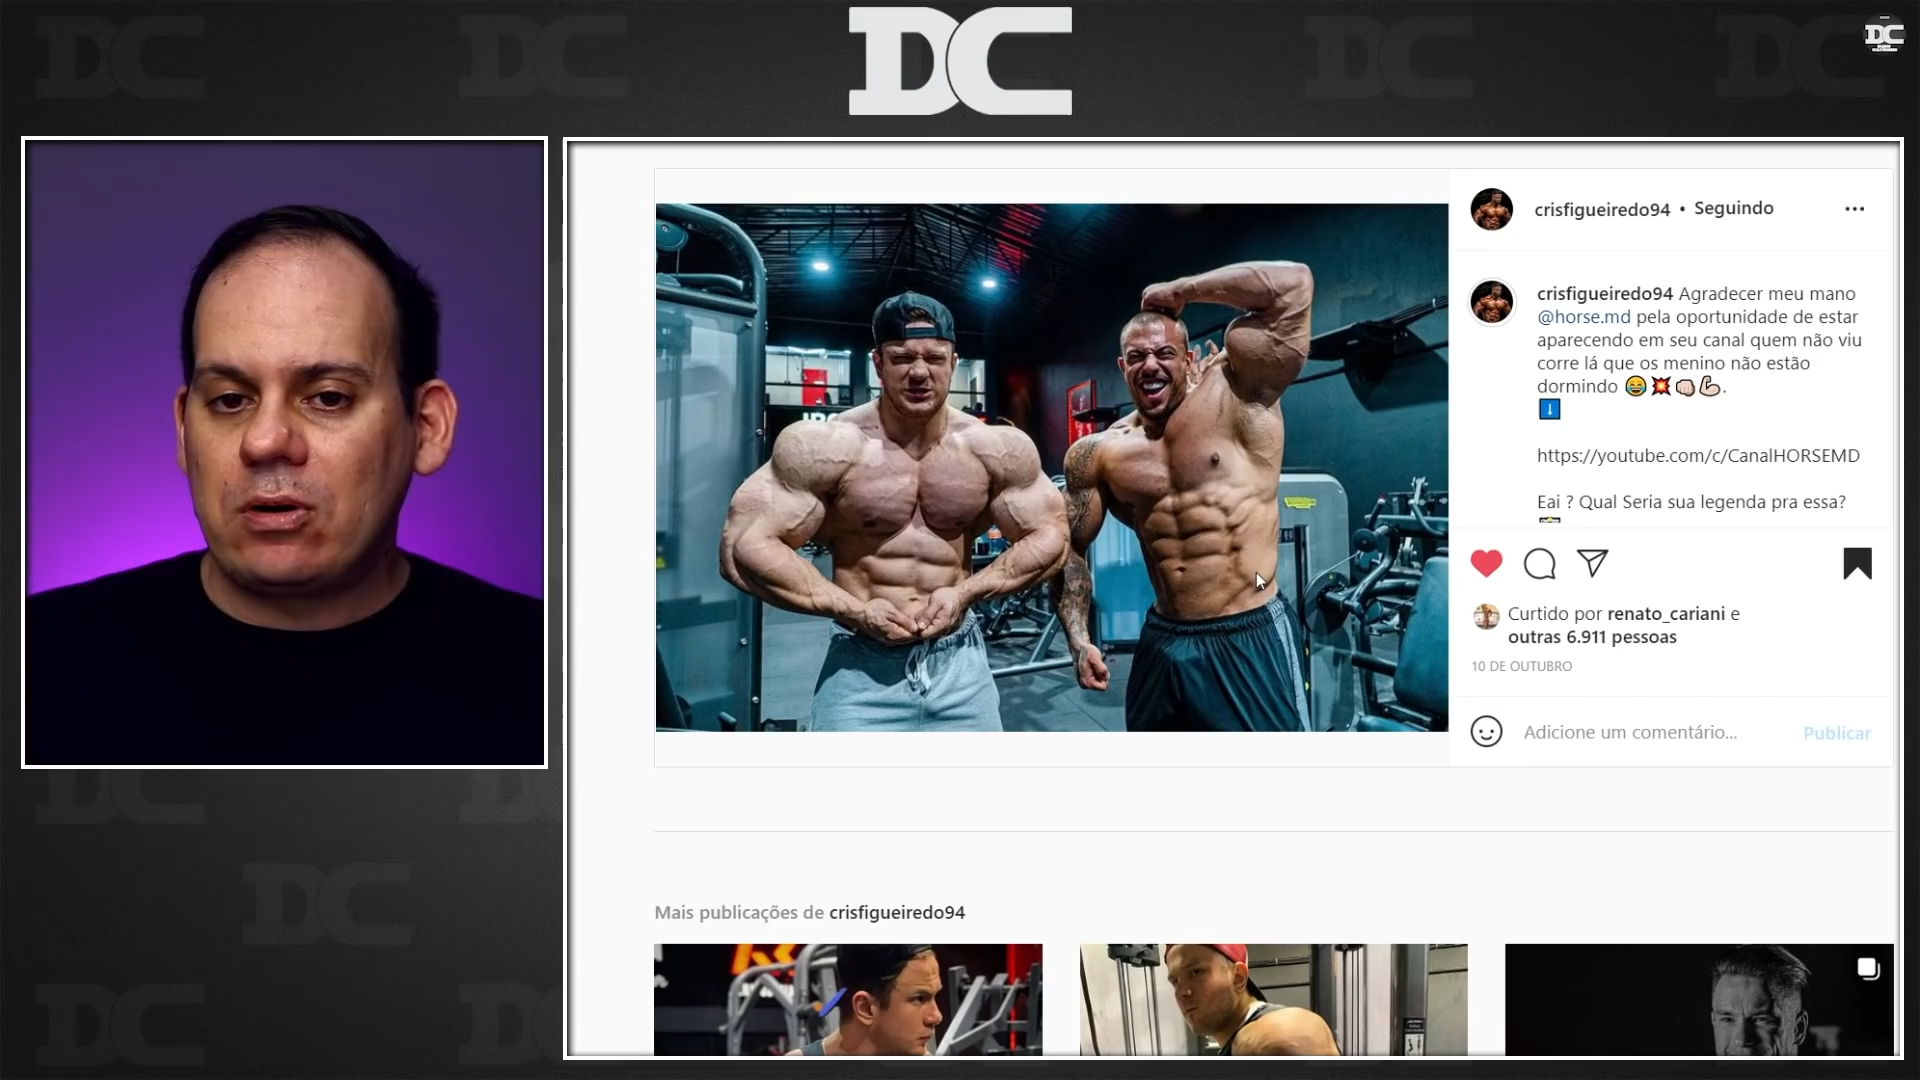 DC
DC
crisfigueiredo94 • Seguindo
crisfigueiredo94 Agradecer meu mano
@horse.md pela oportunidade de estar
aparecendo em seu canal quem não viu
corre lá que os menino não estão
dormindo 😂💥👊🏻💪🏻.
⬇️
https://youtube.com/c/CanalHORSEMD
Eai ? Qual Seria sua legenda pra essa?
Curtido por renato_cariani e
outras 6.911 pessoas
10 DE OUTUBRO
Adicione um comentário... Publicar
Mais publicações de crisfigueiredo94